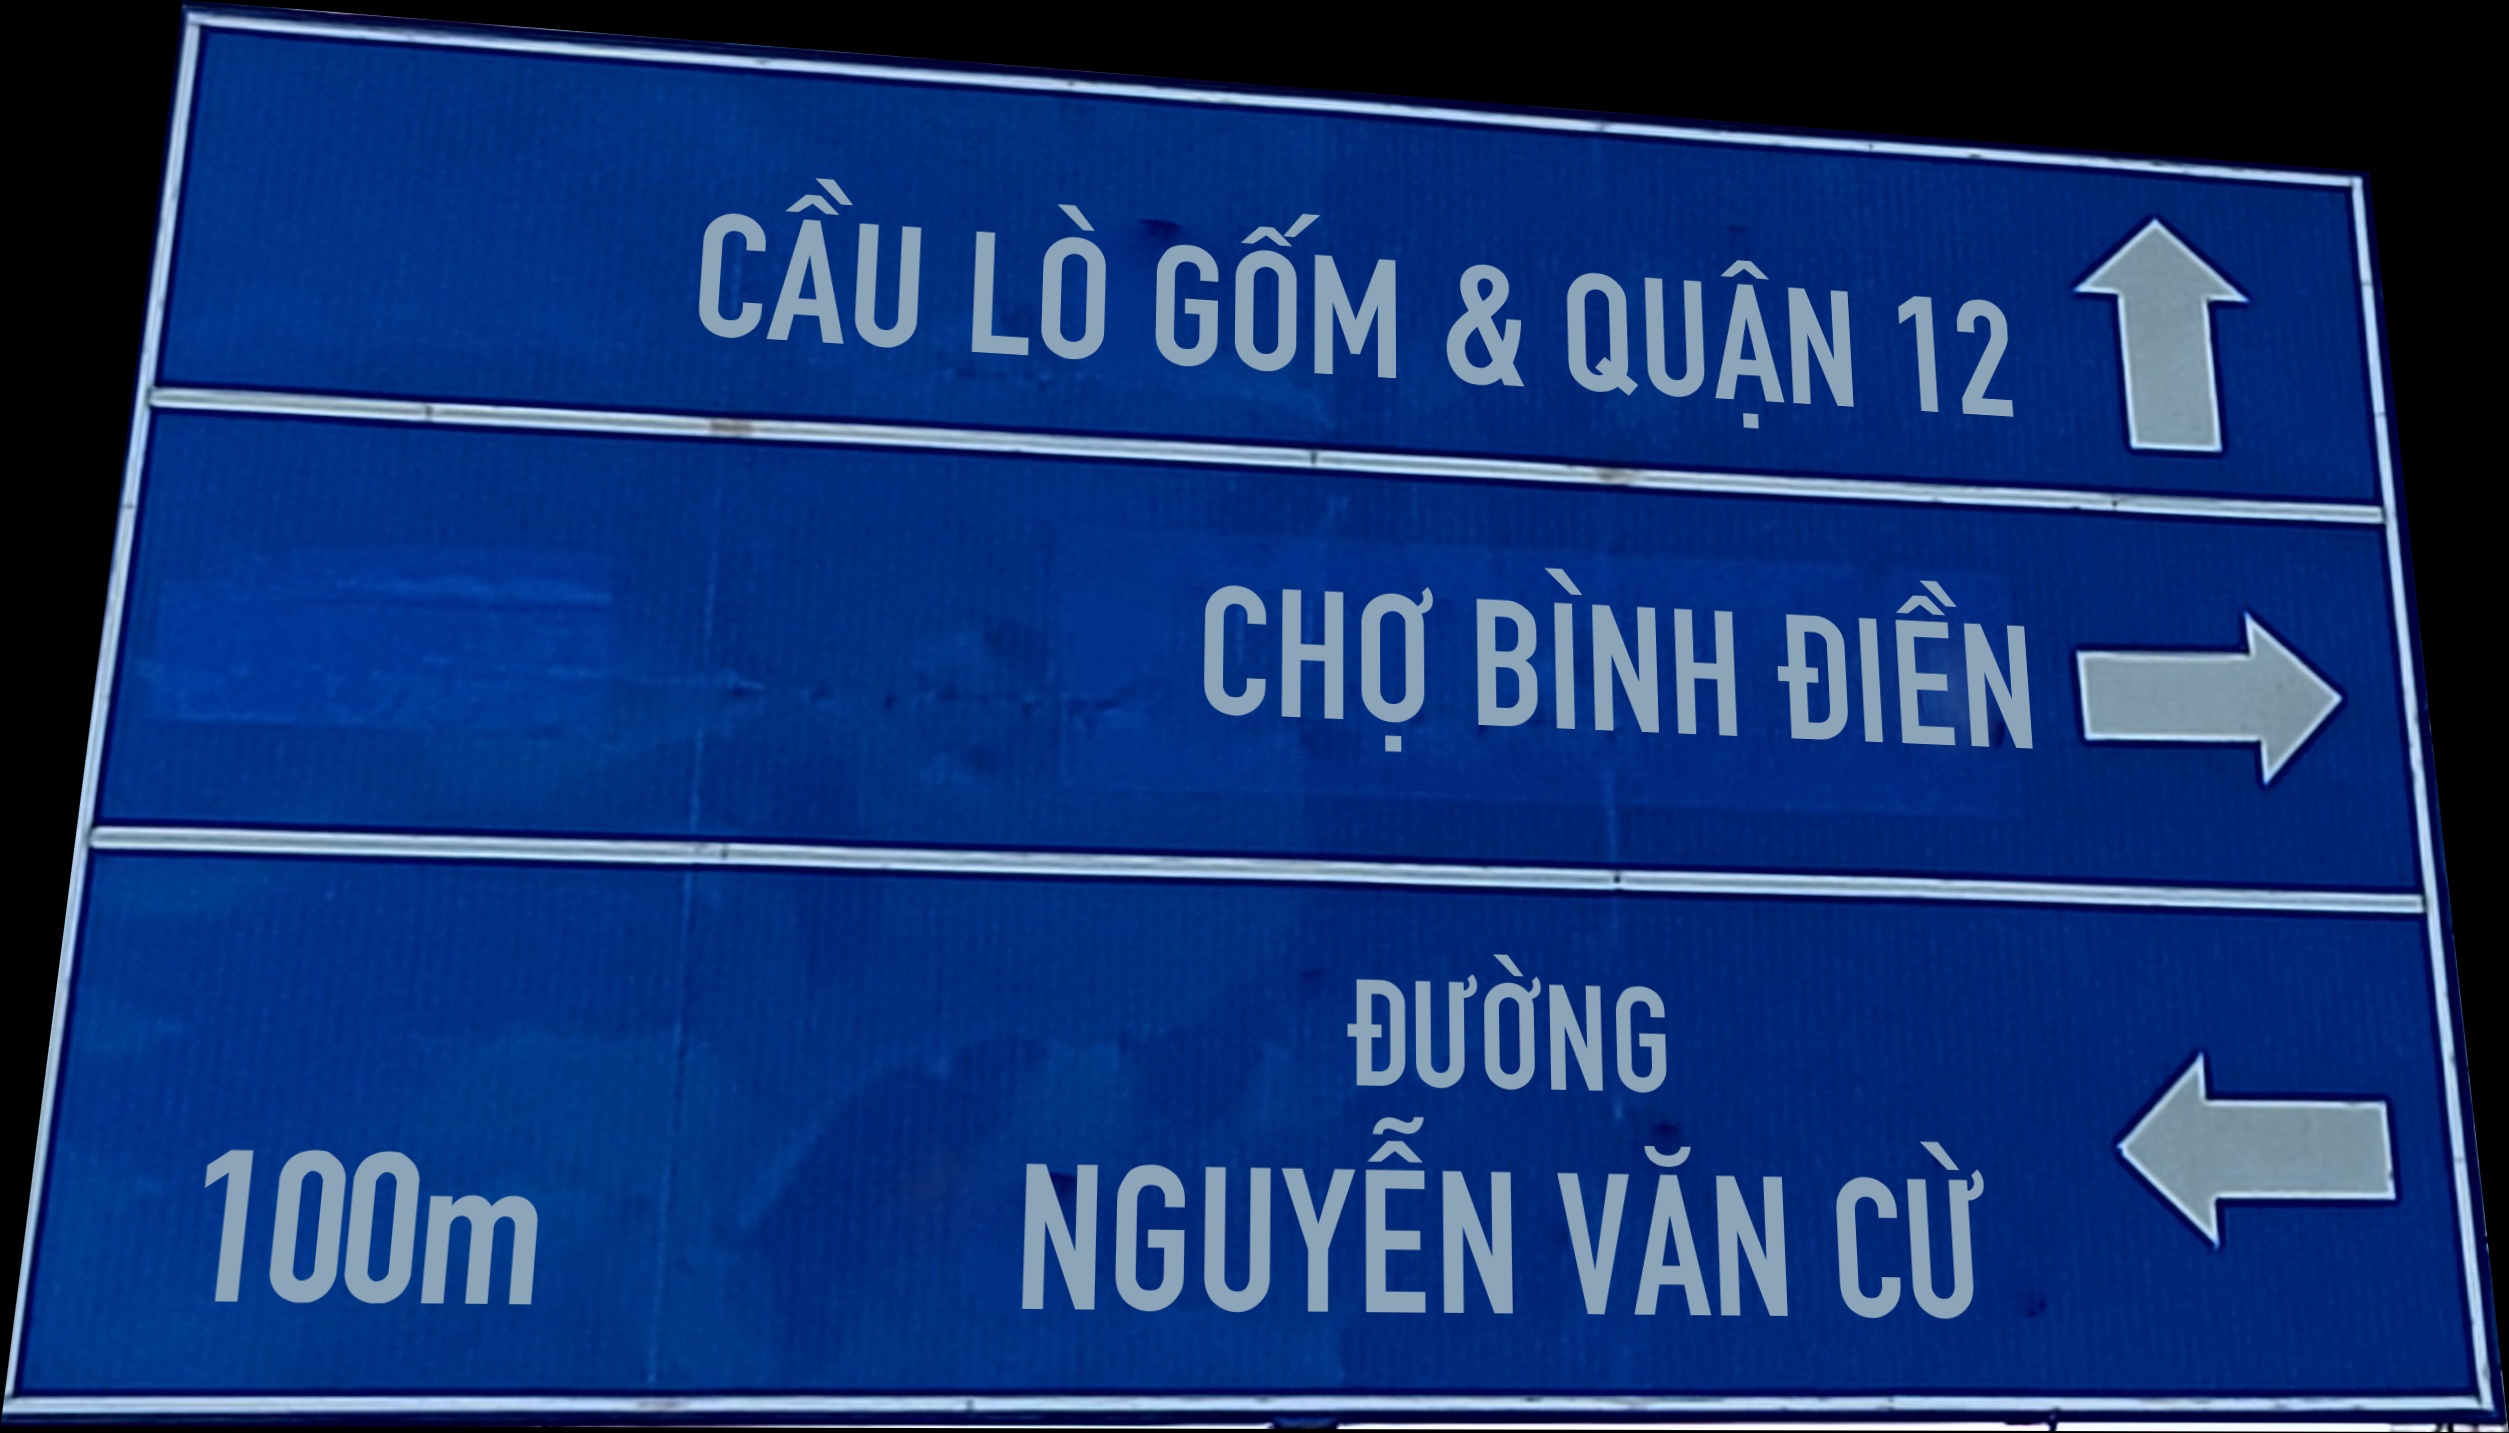 CẦU LÒ GỐM & QUẬN 12
CHỢ BÌNH ĐIỀN
ĐƯỜNG
NGUYỄN VĂN CỪ
100m